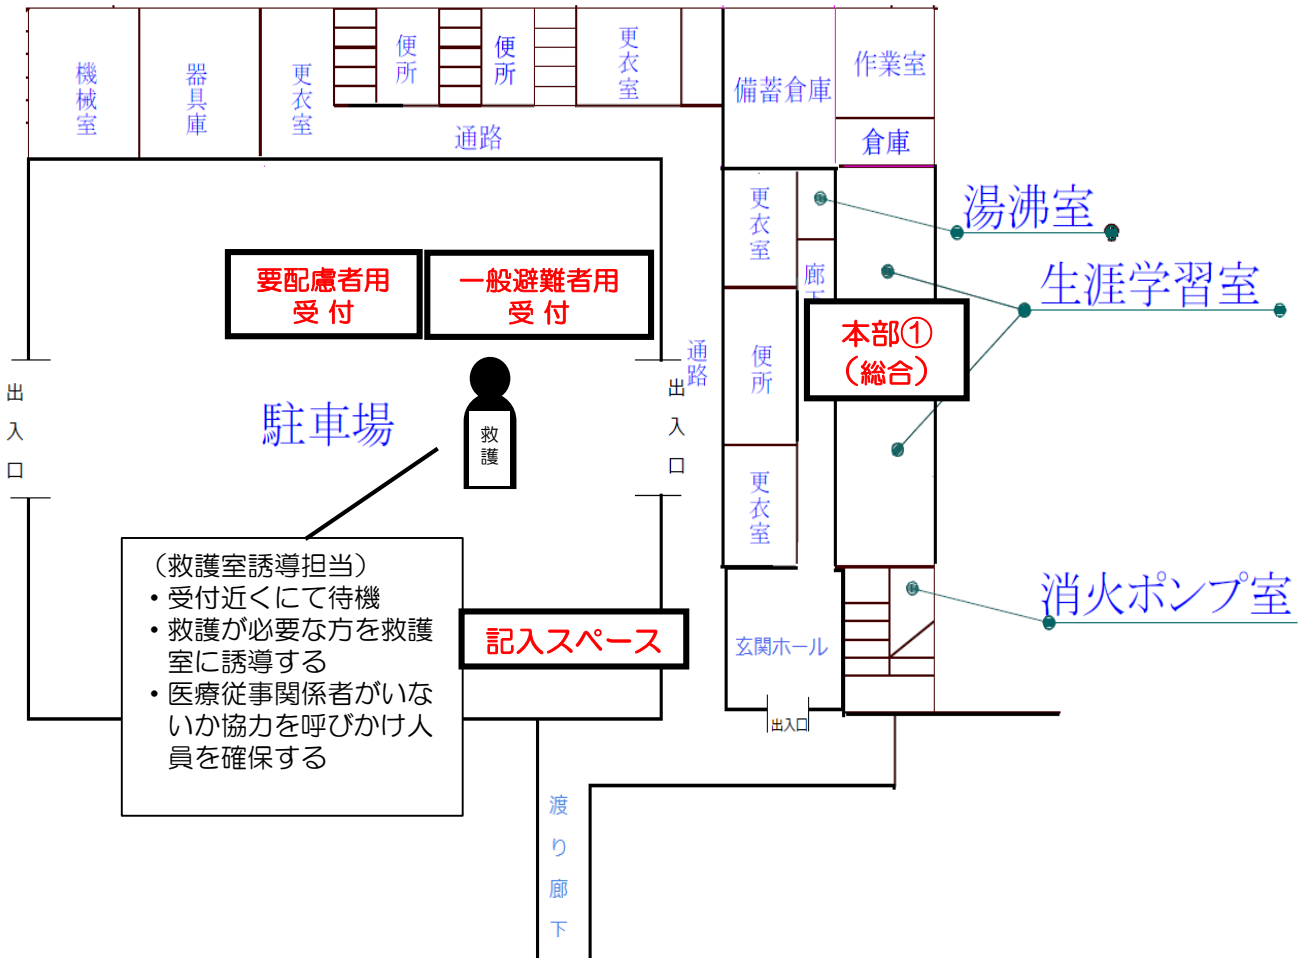 機械室
器具庫
更衣室
便所
便所
更衣室
備蓄倉庫
作業室
倉庫
通路
湯沸室
生涯学習室
更衣室
廊下
要配慮者用
受 付
一般避難者用
受 付
本部①
(総合)
便所
通路
出入口
出入口
駐車場
救護
更衣室
(救護室誘導担当)
・受付近くにて待機
・救護が必要な方を救護
室に誘導する
・医療従事関係者がいな
いか協力を呼びかけ人
員を確保する
記入スペース
消火ポンプ室
玄関ホール
出入口
渡り廊下